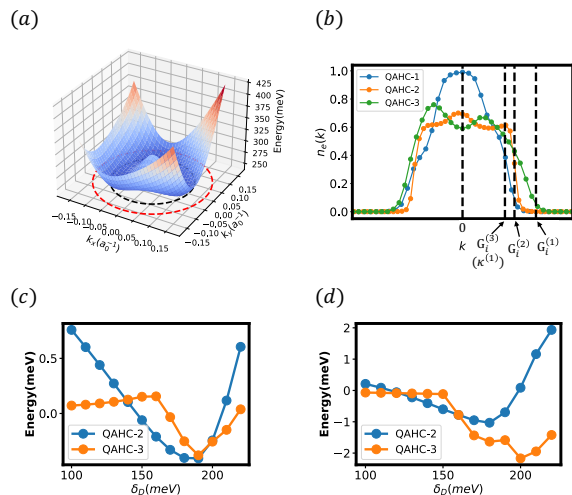 (a)
425
400
375
350
325
300
275
250
Energy(meV)
−0.15 −0.10 −0.05 0.00 0.05 0.10 0.15
k_x(a_0^{-1})
−0.15 −0.10 −0.05 0.00 0.05 0.10 0.15
k_y(a_0^{-1})
(b)
QAHC-1
QAHC-2
QAHC-3
1.0
0.8
0.6
0.4
0.2
0.0
n_e(k)
0
k
G_i^{(3)} G_i^{(2)} G_i^{(1)}
(κ^{(1)})
(c)
0.5
0.0
Energy(meV)
QAHC-2
QAHC-3
100 150 200
δ_D(meV)
(d)
2
1
0
−1
−2
Energy(meV)
QAHC-2
QAHC-3
100 150 200
δ_D(meV)